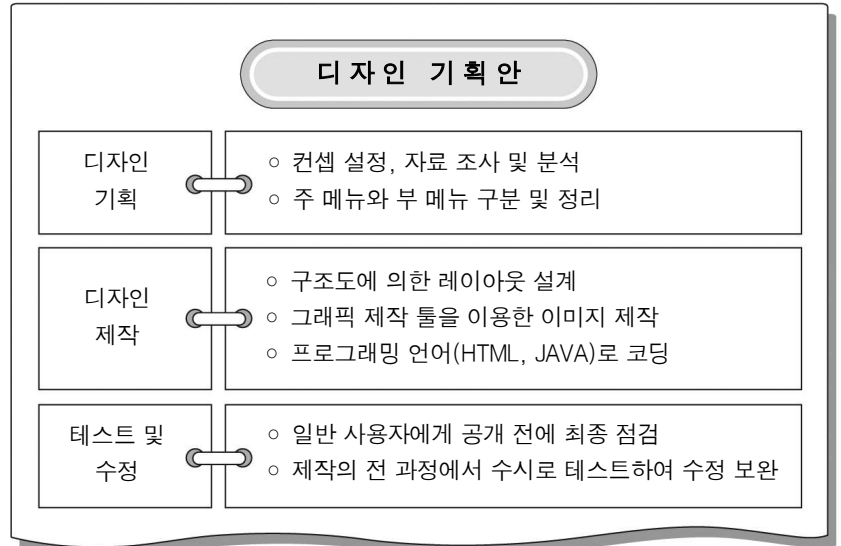 디자인 기획안
디자인
기획
○ 컨셉 설정, 자료 조사 및 분석
○ 주 메뉴와 부 메뉴 구분 및 정리
디자인
제작
○ 구조도에 의한 레이아웃 설계
○ 그래픽 제작 툴을 이용한 이미지 제작
○ 프로그래밍 언어(HTML, JAVA)로 코딩
테스트 및
수정
○ 일반 사용자에게 공개 전에 최종 점검
○ 제작의 전 과정에서 수시로 테스트하여 수정 보완